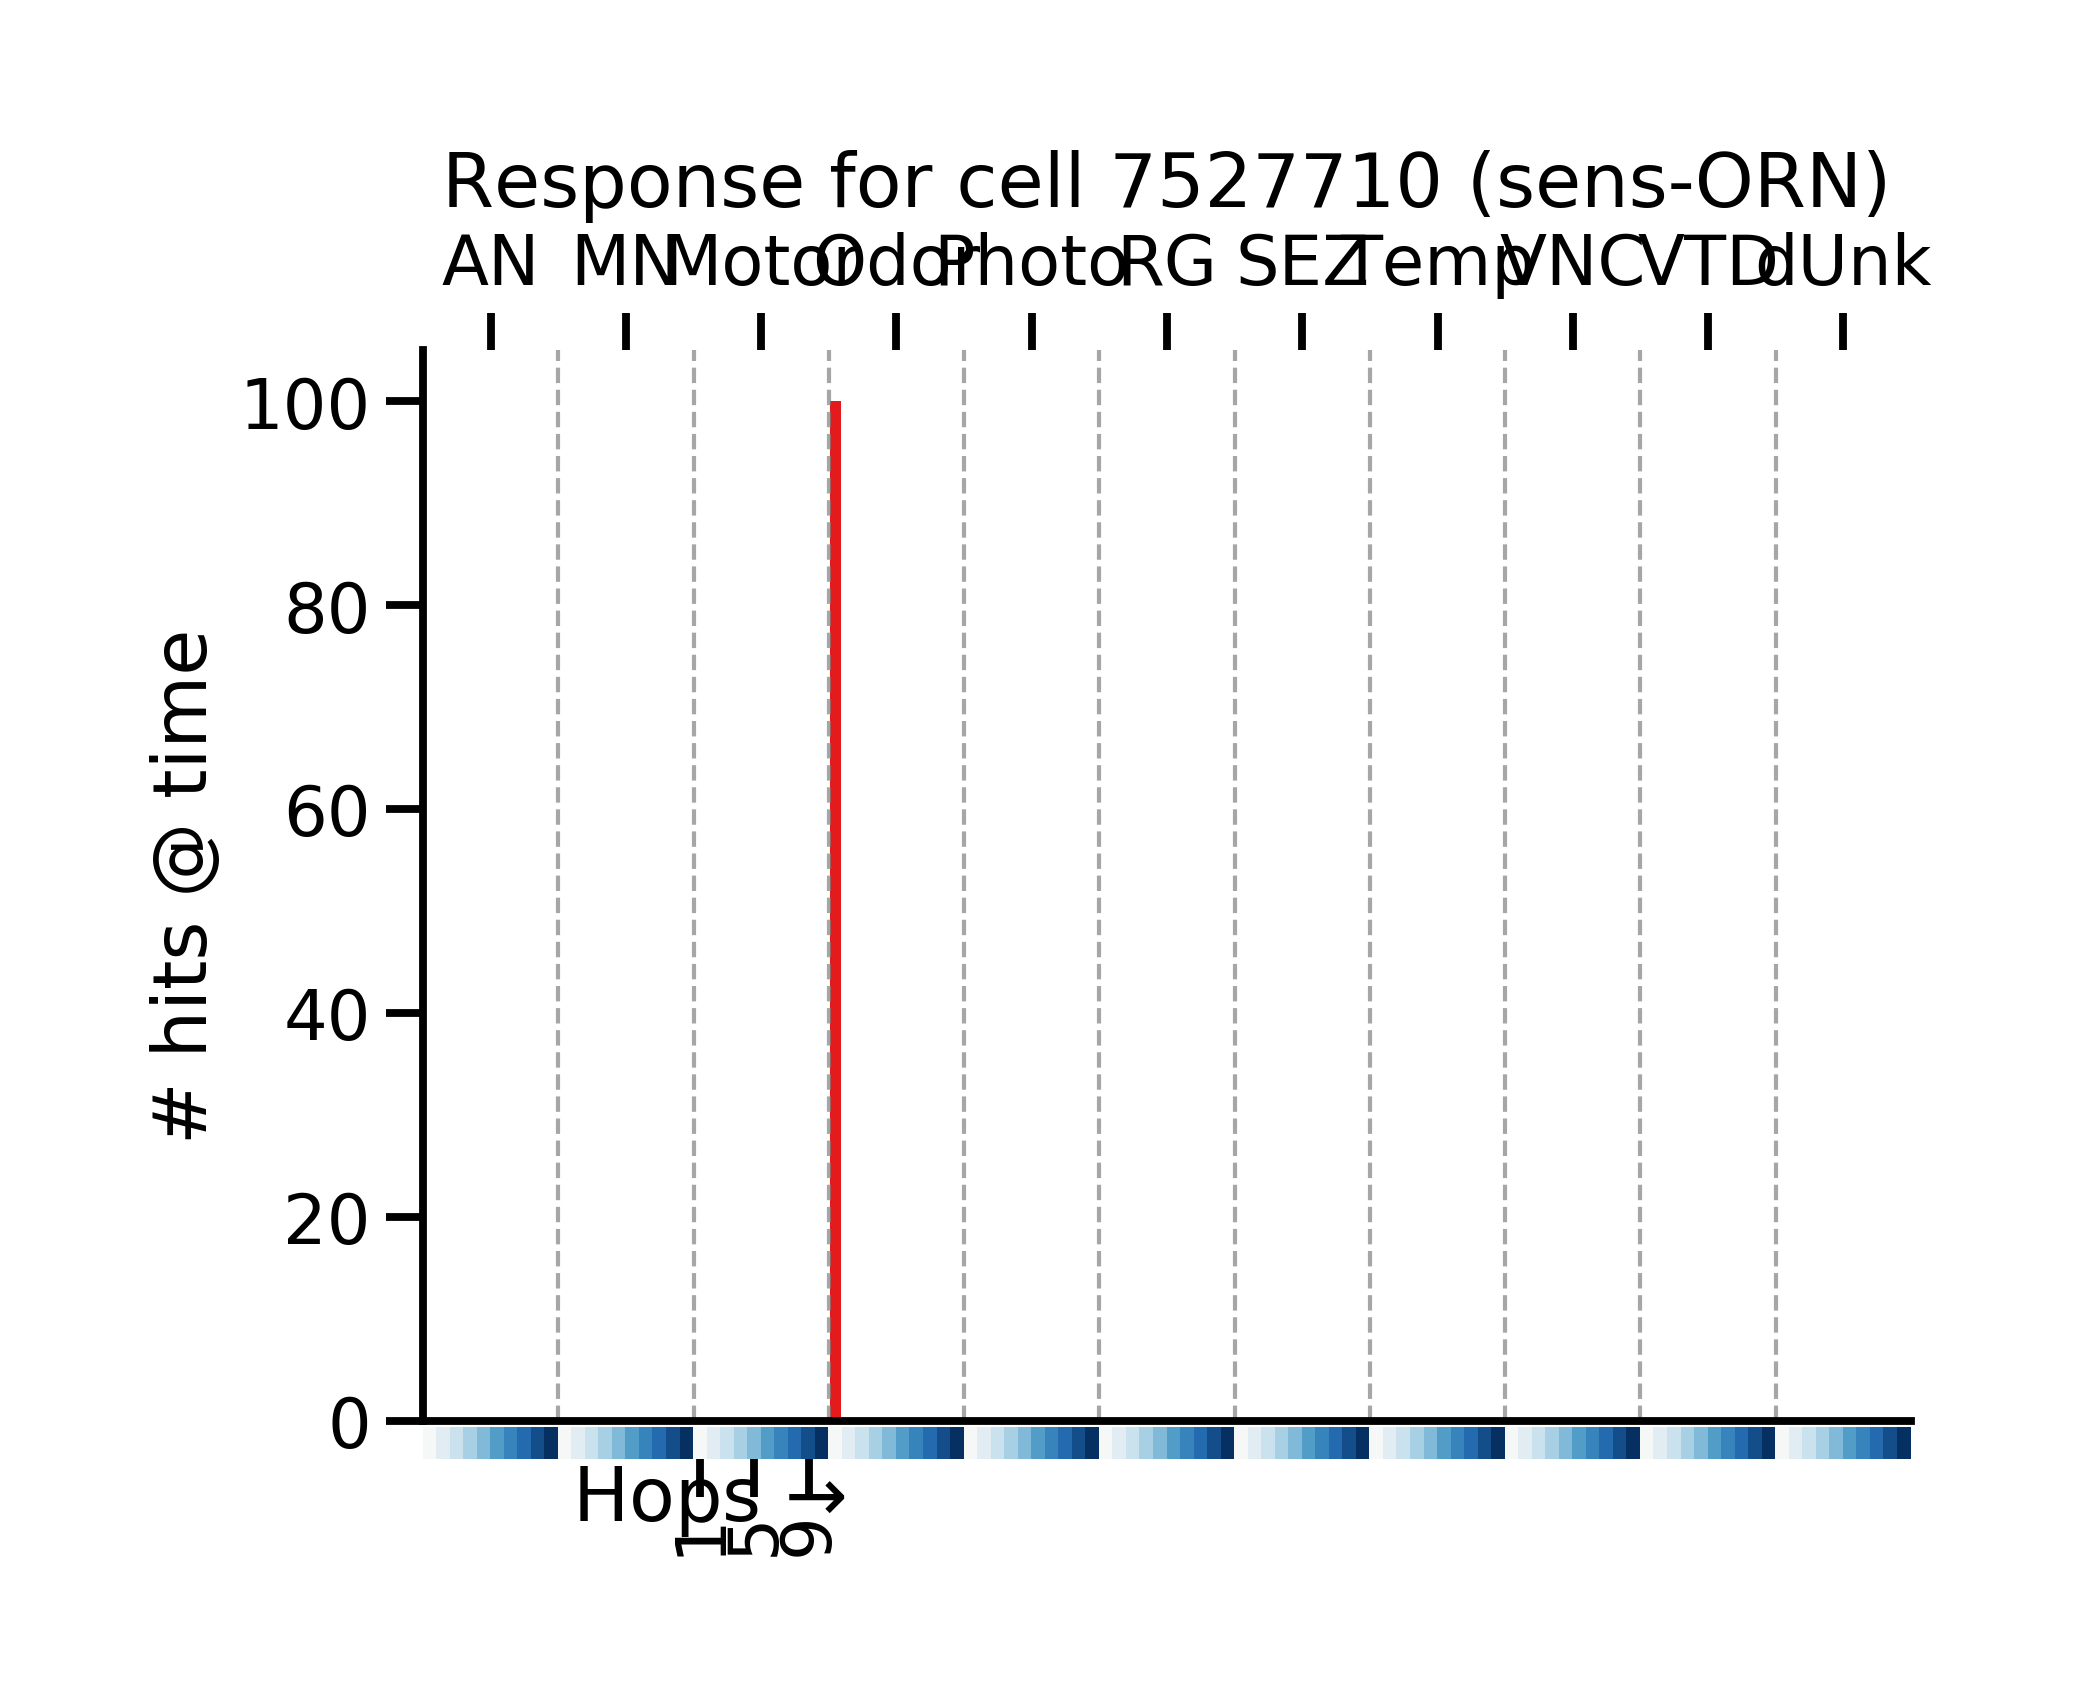 Response for cell 7527710 (sens-ORN)
AN MN Motor Odor Photo RG SEZ Temp VNC VTD dUnk
100
80
60
40
20
0
# hits @ time
Hops →
1 5 9